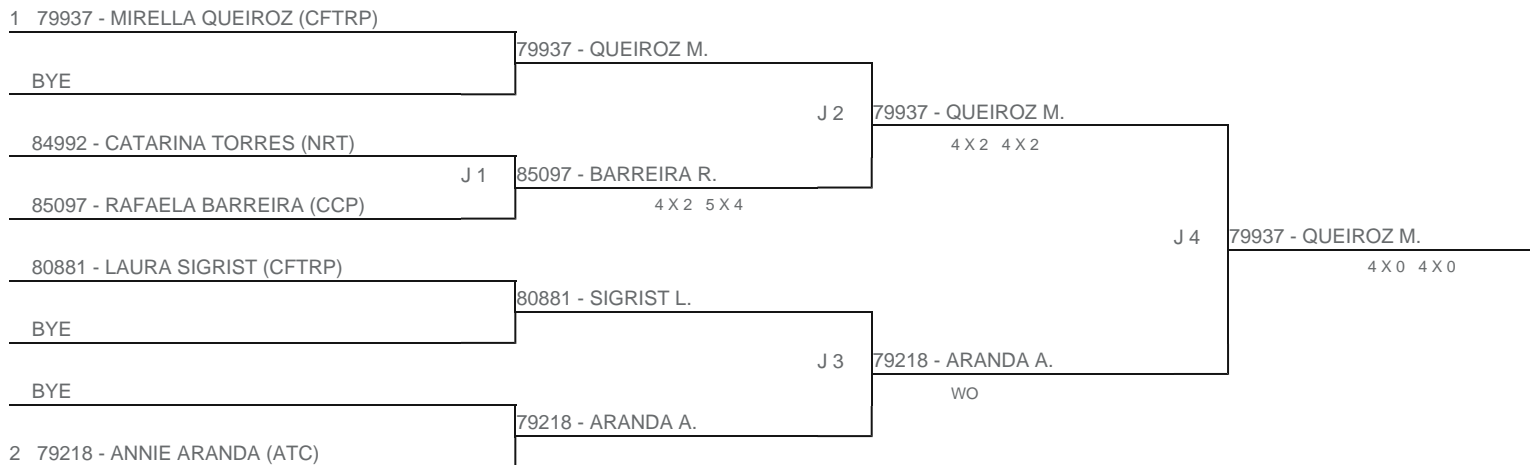 1 79937 - MIRELLA QUEIROZ (CFTRP)
79937 - QUEIROZ M.
BYE
J 2
79937 - QUEIROZ M.
4 X 2 4 X 2
84992 - CATARINA TORRES (NRT)
J 1
85097 - BARREIRA R.
85097 - RAFAELA BARREIRA (CCP)
4 X 2 5 X 4
J 4
79937 - QUEIROZ M.
4 X 0 4 X 0
80881 - LAURA SIGRIST (CFTRP)
80881 - SIGRIST L.
BYE
J 3
79218 - ARANDA A.
WO
BYE
79218 - ARANDA A.
2 79218 - ANNIE ARANDA (ATC)